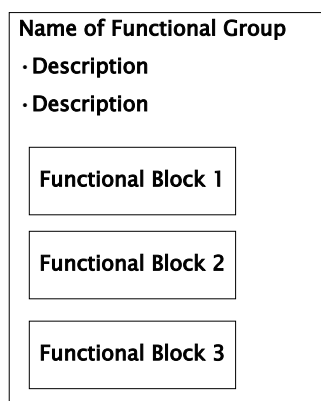 Name of Functional Group
· Description
· Description
Functional Block 1
Functional Block 2
Functional Block 3